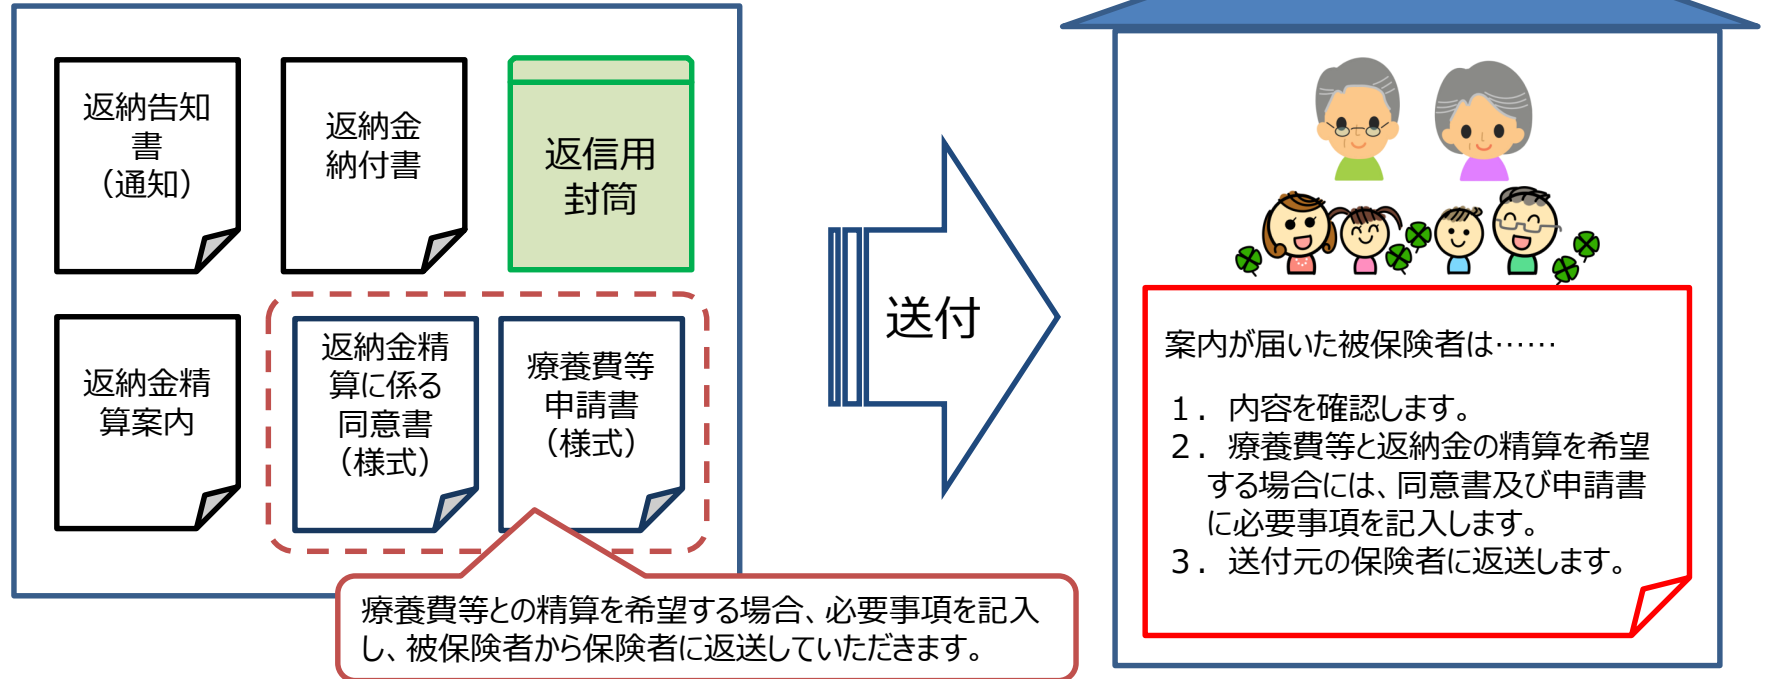 返納告知
書
（通知）
返納金
納付書
返信用
封筒
返納金精
算案内
返納金精
算に係る
同意書
（様式）
療養費等
申請書
（様式）
療養費等との精算を希望する場合、必要事項を記入
し、被保険者から保険者に返送していただきます。
送付
案内が届いた被保険者は……
１．内容を確認します。
２．療養費等と返納金の精算を希望
する場合には、同意書及び申請書
に必要事項を記入します。
３．送付元の保険者に返送します。